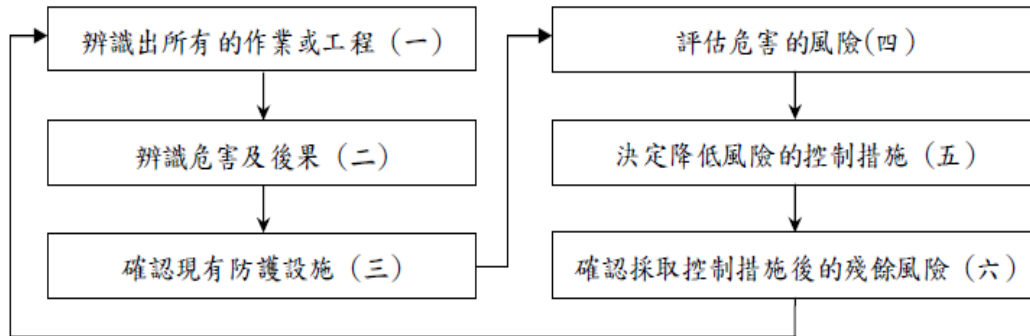 辨識出所有的作業或工程（一）
辨識危害及後果（二）
確認現有防護設施（三）
評估危害的風險(四)
決定降低風險的控制措施（五）
確認採取控制措施後的殘餘風險（六）